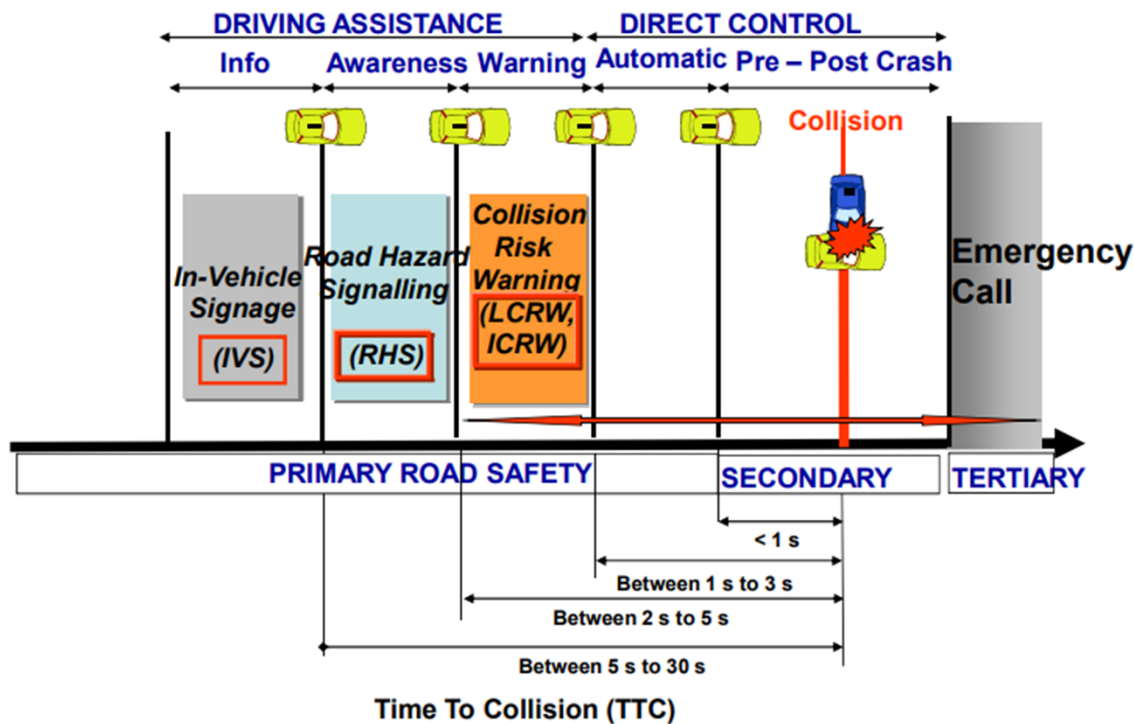 DRIVING ASSISTANCE
DIRECT CONTROL
Info
Awareness
Warning
Automatic
Pre – Post Crash
Collision
In-Vehicle
Signage
(IVS)
Road Hazard
Signalling
(RHS)
Collision
Risk
Warning
(LCRW,
ICRW)
Emergency
Call
PRIMARY ROAD SAFETY
SECONDARY
TERTIARY
< 1 s
Between 1 s to 3 s
Between 2 s to 5 s
Between 5 s to 30 s
Time To Collision (TTC)